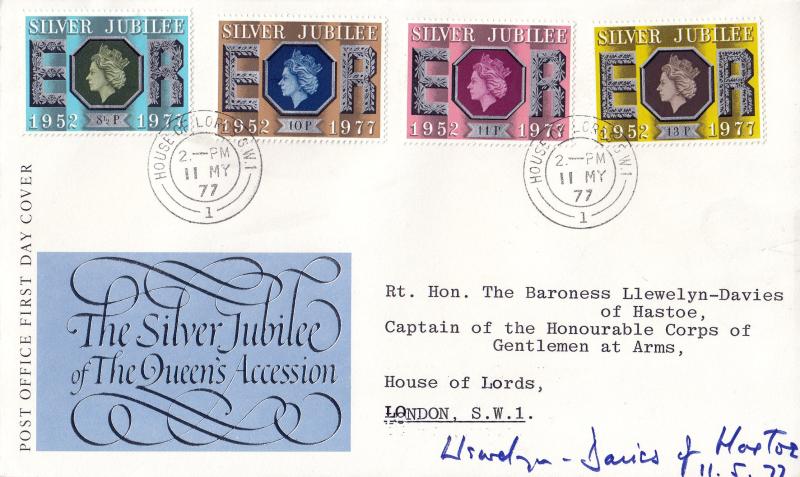 SILVER JUBILEE
E R
1952 8½P 1977
SILVER JUBILEE
E R
1952 10P 1977
SILVER JUBILEE
E R
1952 11P 1977
SILVER JUBILEE
E R
1952 13P 1977
HOUSE OF LORDS S.W.1
2.—PM
11 MY
77
1
HOUSE OF LORDS S.W.1
2.—PM
11 MY
77
1
POST OFFICE FIRST DAY COVER
The Silver Jubilee
of The Queen's Accession
Rt. Hon. The Baroness Llewelyn-Davies
of Hastoe,
Captain of the Honourable Corps of
Gentlemen at Arms,
House of Lords,
LONDON, S.W.1.
Llewelyn-Davies of Hastoe
11.5.77